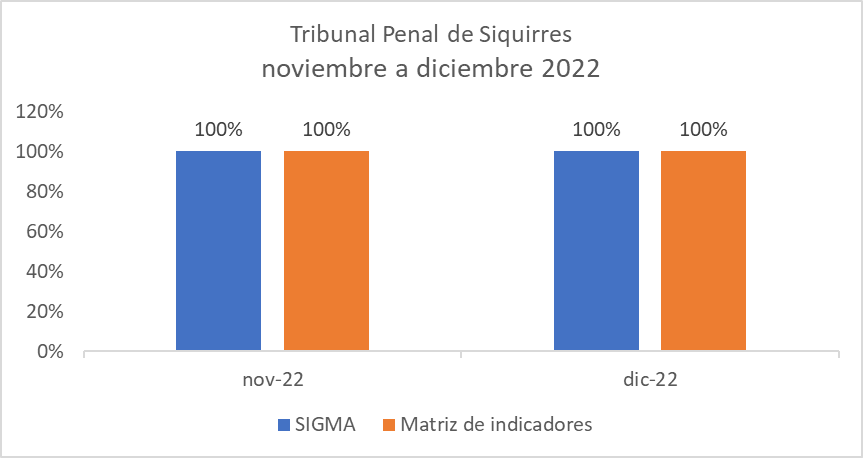 Tribunal Penal de Siquirres
noviembre a diciembre 2022
120%
100%
80%
60%
40%
20%
0%
100%
100%
100%
100%
nov-22
dic-22
SIGMA
Matriz de indicadores